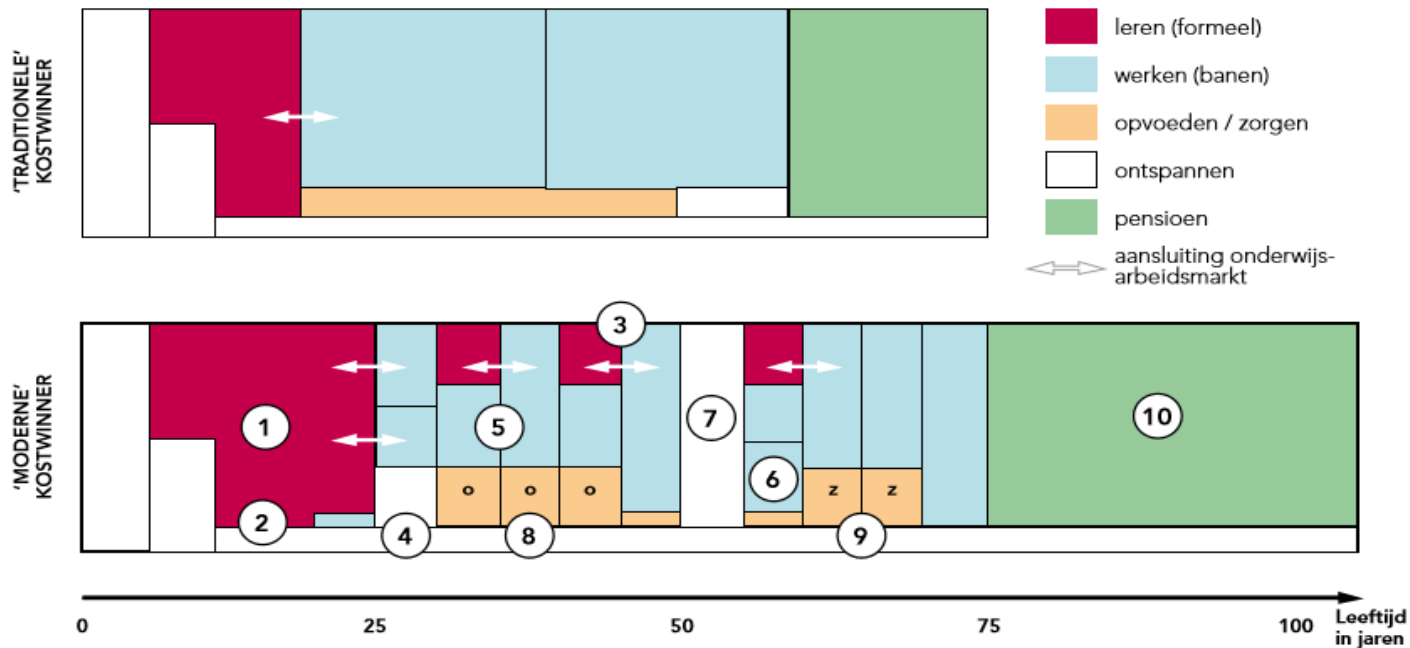 'TRADITIONELE'
KOSTWINNER
leren (formeel)
werken (banen)
opvoeden / zorgen
ontspannen
pensioen
aansluiting onderwijs-
arbeidsmarkt
'MODERNE'
KOSTWINNER
1
2
3
4
5
6
7
8
9
10
o
o
o
z
z
0
25
50
75
100
Leeftijd
in jaren